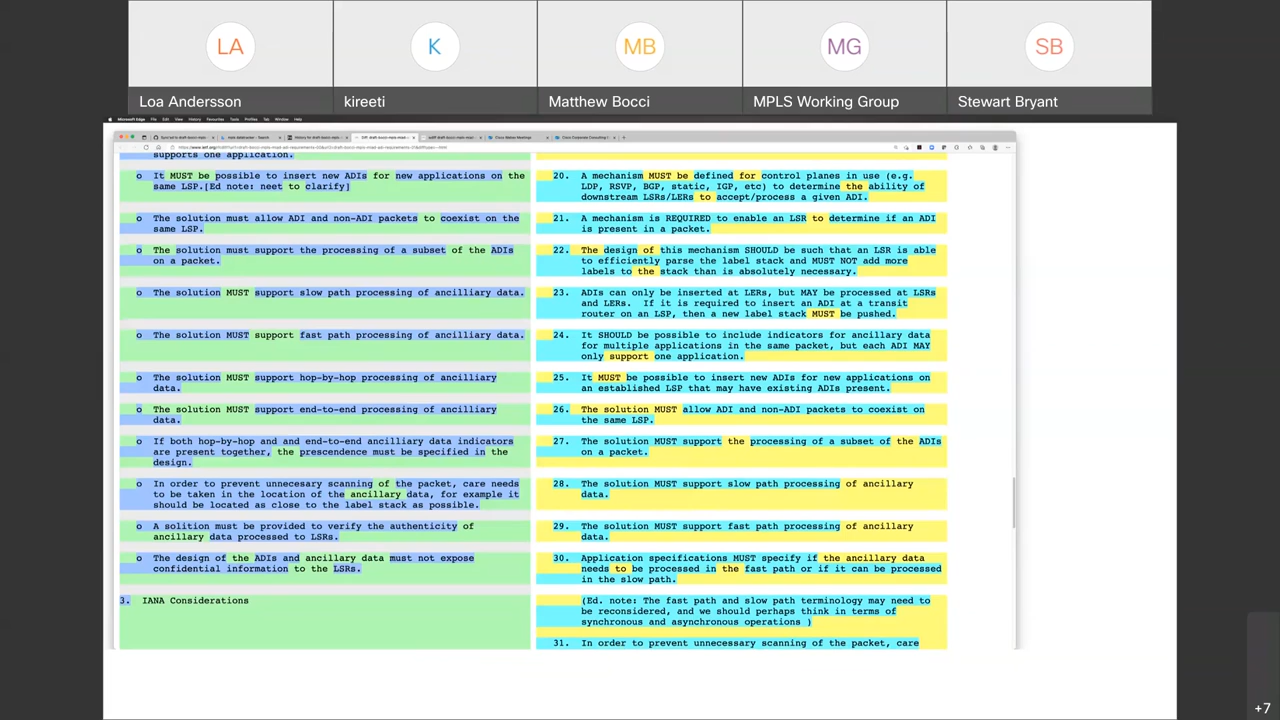 LA
K
MB
MG
SB
Loa Andersson
kireeti
Matthew Bocci
MPLS Working Group
Stewart Bryant
Microsoft Edge File Edit View History Favourites Tools Profiles Tab Window Help
supports one application.
o It MUST be possible to insert new ADIs for new applications on the
same LSP.[Ed note: neet to clarify]
o The solution must allow ADI and non-ADI packets to coexist on the
same LSP.
o The solution must support the processing of a subset of the ADIs
on a packet.
o The solution MUST support slow path processing of ancilliary data.
o The solution MUST support fast path processing of ancilliary data.
o The solution MUST support hop-by-hop processing of ancilliary
data.
o The solution MUST support end-to-end processing of ancilliary
data.
o If both hop-by-hop and and end-to-end ancilliary data indicators
are present together, the prescendence must be specified in the
design.
o In order to prevent unnecesary scanning of the packet, care needs
to be taken in the location of the ancillary data, for example it
should be located as close to the label stack as possible.
o A solition must be provided to verify the authenticity of
ancillary data processed to LSRs.
o The design of the ADIs and ancillary data must not expose
confidential information to the LSRs.
3. IANA Considerations
20. A mechanism MUST be defined for control planes in use (e.g.
LDP, RSVP, BGP, static, IGP, etc) to determine the ability of
downstream LSRs/LERs to accept/process a given ADI.
21. A mechanism is REQUIRED to enable an LSR to determine if an ADI
is present in a packet.
22. The design of this mechanism SHOULD be such that an LSR is able
to efficiently parse the label stack and MUST NOT add more
labels to the stack than is absolutely necessary.
23. ADIs can only be inserted at LERs, but MAY be processed at LSRs
and LERs. If it is required to insert an ADI at a transit
router on an LSP, then a new label stack MUST be pushed.
24. It SHOULD be possible to include indicators for ancillary data
for multiple applications in the same packet, but each ADI MAY
only support one application.
25. It MUST be possible to insert new ADIs for new applications on
an established LSP that may have existing ADIs present.
26. The solution MUST allow ADI and non-ADI packets to coexist on
the same LSP.
27. The solution MUST support the processing of a subset of the ADIs
on a packet.
28. The solution MUST support slow path processing of ancillary
data.
29. The solution MUST support fast path processing of ancillary
data.
30. Application specifications MUST specify if the ancillary data
needs to be processed in the fast path or if it can be processed
in the slow path.
(Ed. note: The fast path and slow path terminology may need to
be reconsidered, and we should perhaps think in terms of
synchronous and asynchronous operations )
31. In order to prevent unnecessary scanning of the packet, care
+7